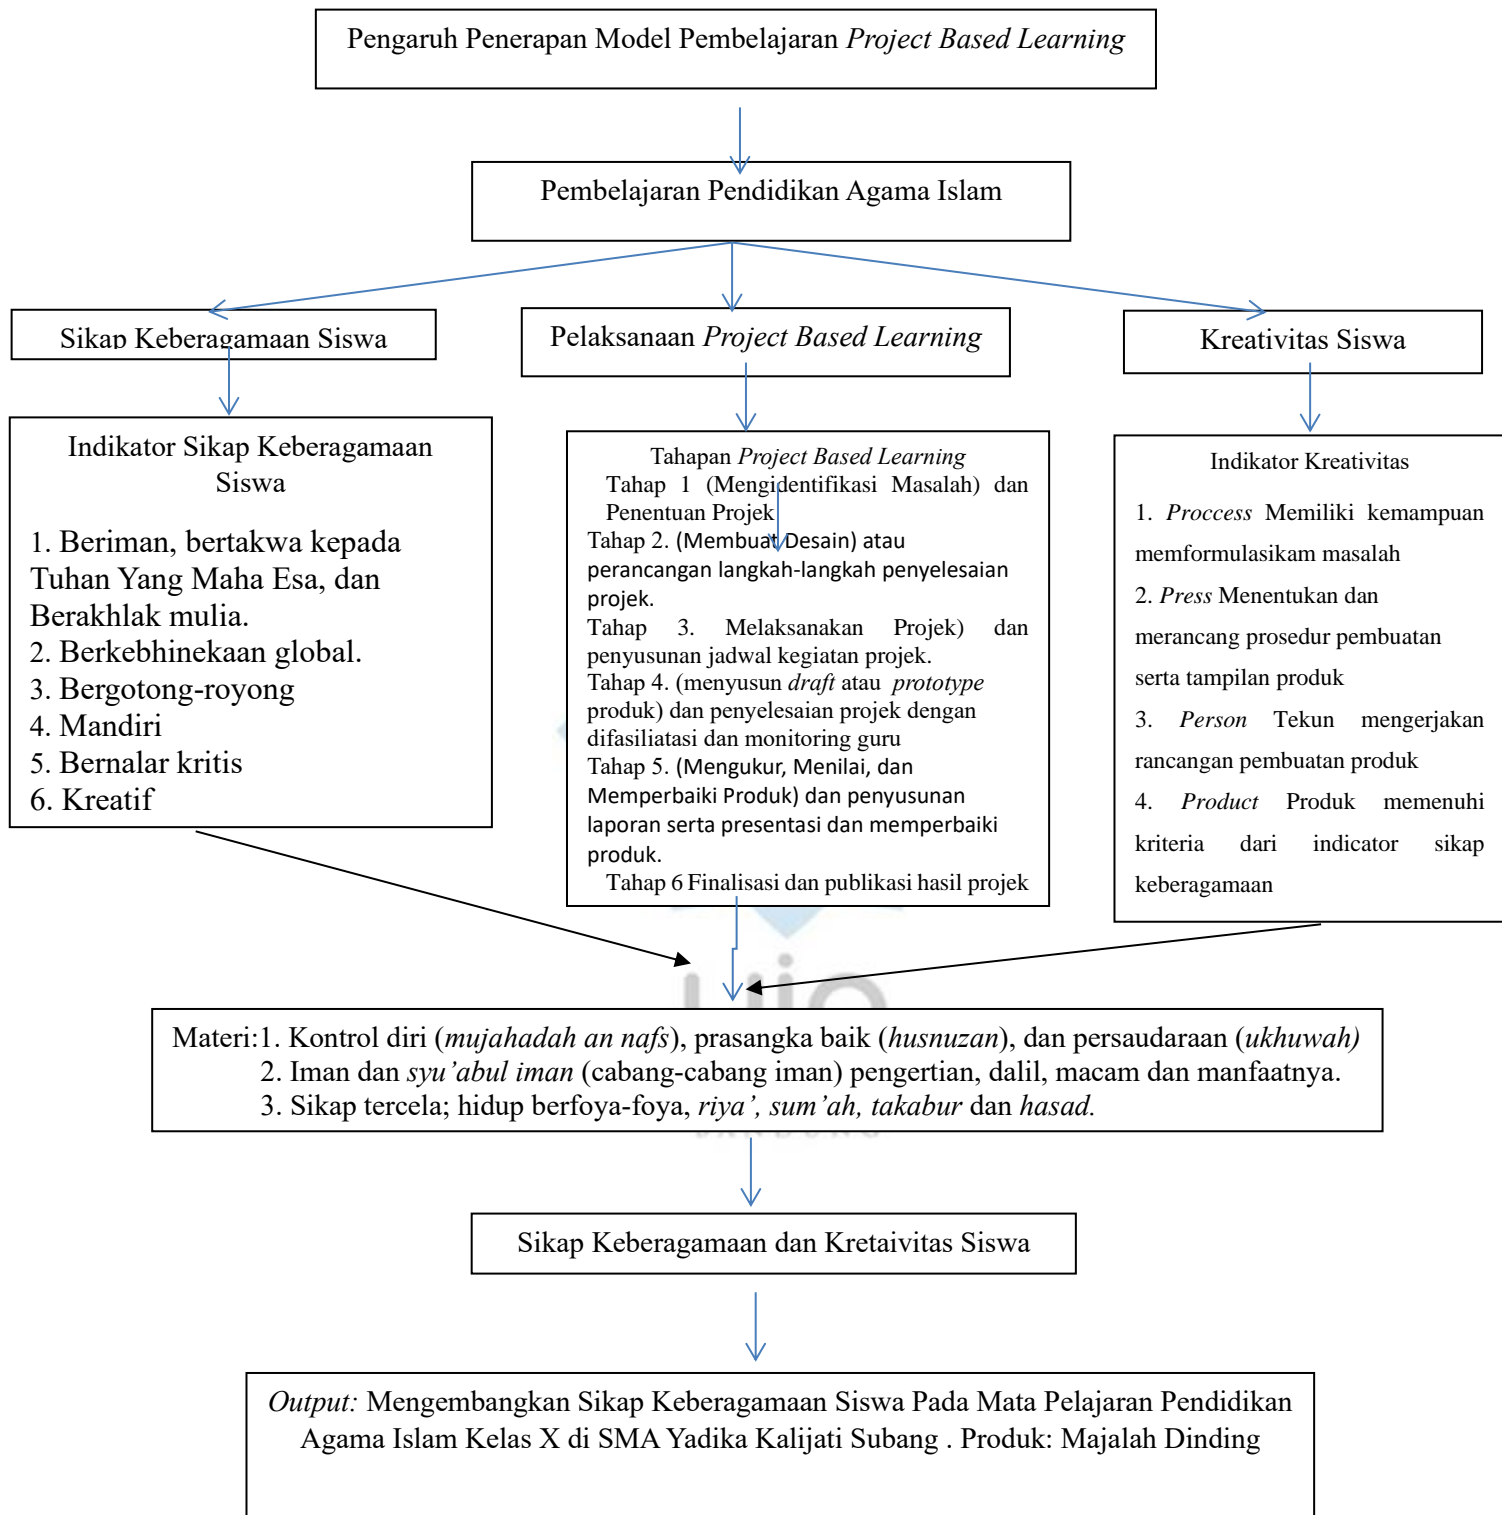 Pengaruh Penerapan Model Pembelajaran Project Based Learning
Pembelajaran Pendidikan Agama Islam
Sikap Keberagamaan Siswa
Pelaksanaan Project Based Learning
Kreativitas Siswa
Indikator Sikap Keberagamaan
Siswa
1. Beriman, bertakwa kepada
Tuhan Yang Maha Esa, dan
Berakhlak mulia.
2. Berkebhinekaan global.
3. Bergotong-royong
4. Mandiri
5. Bernalar kritis
6. Kreatif
Tahapan Project Based Learning
Tahap 1 (Mengidentifikasi Masalah) dan
Penentuan Projek
Tahap 2. (Membuat Desain) atau
perancangan langkah-langkah penyelesaian
projek.
Tahap 3. Melaksanakan Projek) dan
penyusunan jadwal kegiatan projek.
Tahap 4. (menyusun draft atau prototype
produk) dan penyelesaian projek dengan
difasiliatasi dan monitoring guru
Tahap 5. (Mengukur, Menilai, dan
Memperbaiki Produk) dan penyusunan
laporan serta presentasi dan memperbaiki
produk.
Tahap 6 Finalisasi dan publikasi hasil projek
Indikator Kreativitas
1. Proccess Memiliki kemampuan
memformulasikam masalah
2. Press Menentukan dan
merancang prosedur pembuatan
serta tampilan produk
3. Person Tekun mengerjakan
rancangan pembuatan produk
4. Product Produk memenuhi
kriteria dari indicator sikap
keberagamaan
uin
Materi:1. Kontrol diri (mujahadah an nafs), prasangka baik (husnuzan), dan persaudaraan (ukhuwah)
2. Iman dan syu’abul iman (cabang-cabang iman) pengertian, dalil, macam dan manfaatnya.
3. Sikap tercela; hidup berfoya-foya, riya’, sum’ah, takabur dan hasad.
BANDUNG
Sikap Keberagamaan dan Kretaivitas Siswa
Output: Mengembangkan Sikap Keberagamaan Siswa Pada Mata Pelajaran Pendidikan
Agama Islam Kelas X di SMA Yadika Kalijati Subang . Produk: Majalah Dinding